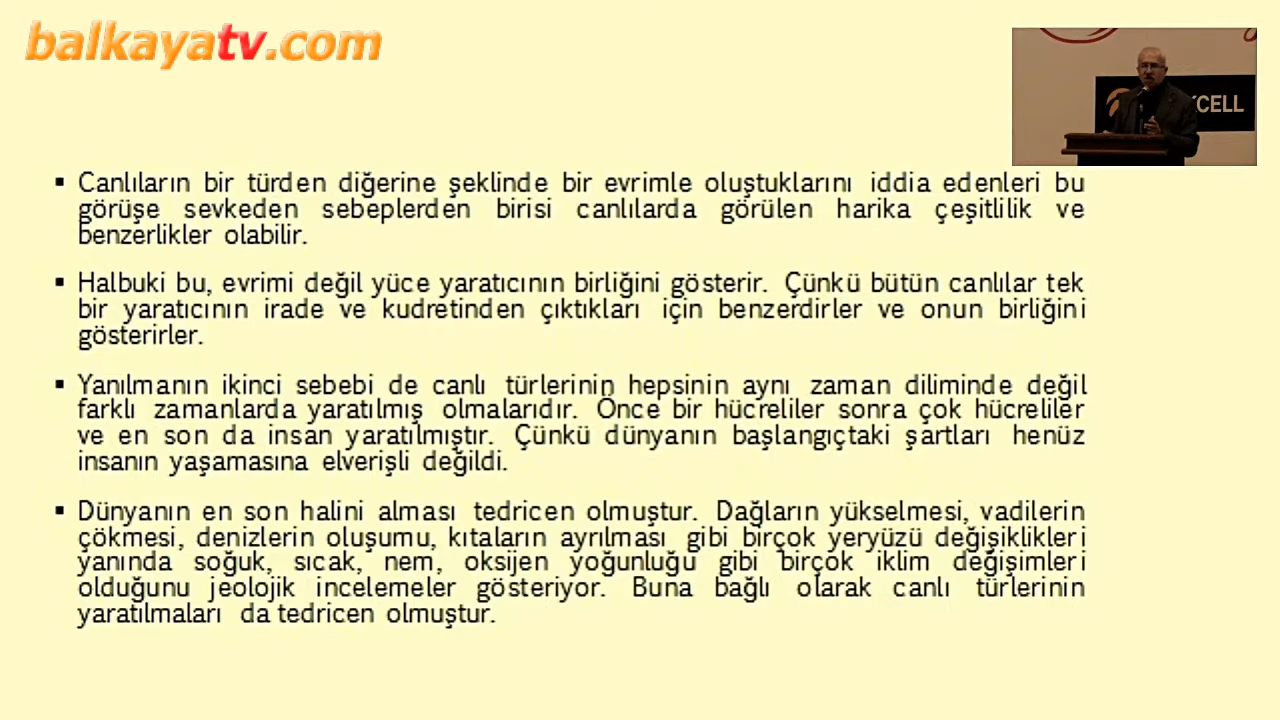 balkayatv.com
CELL
▪ Canlıların bir türden diğerine şeklinde bir evrimle oluştuklarını iddia edenleri bu
görüşe sevkeden sebeplerden birisi canlılarda görülen harika çeşitlilik ve
benzerlikler olabilir.
▪ Halbuki bu, evrimi değil yüce yaratıcının birliğini gösterir. Çünkü bütün canlılar tek
bir yaratıcının irade ve kudretinden çıktıkları için benzerdirler ve onun birliğini
gösterirler.
▪ Yanılmanın ikinci sebebi de canlı türlerinin hepsinin aynı zaman diliminde değil
farklı zamanlarda yaratılmış olmalarıdır. Önce bir hücreliler sonra çok hücreliler
ve en son da insan yaratılmıştır. Çünkü dünyanın başlangıçtaki şartları henüz
insanın yaşamasına elverişli değildi.
▪ Dünyanın en son halini alması tedricen olmuştur. Dağların yükselmesi, vadilerin
çökmesi, denizlerin oluşumu, kıtaların ayrılması gibi birçok yeryüzü değişiklikleri
yanında soğuk, sıcak, nem, oksijen yoğunluğu gibi birçok iklim değişimleri
olduğunu jeolojik incelemeler gösteriyor. Buna bağlı olarak canlı türlerinin
yaratılmaları da tedricen olmuştur.